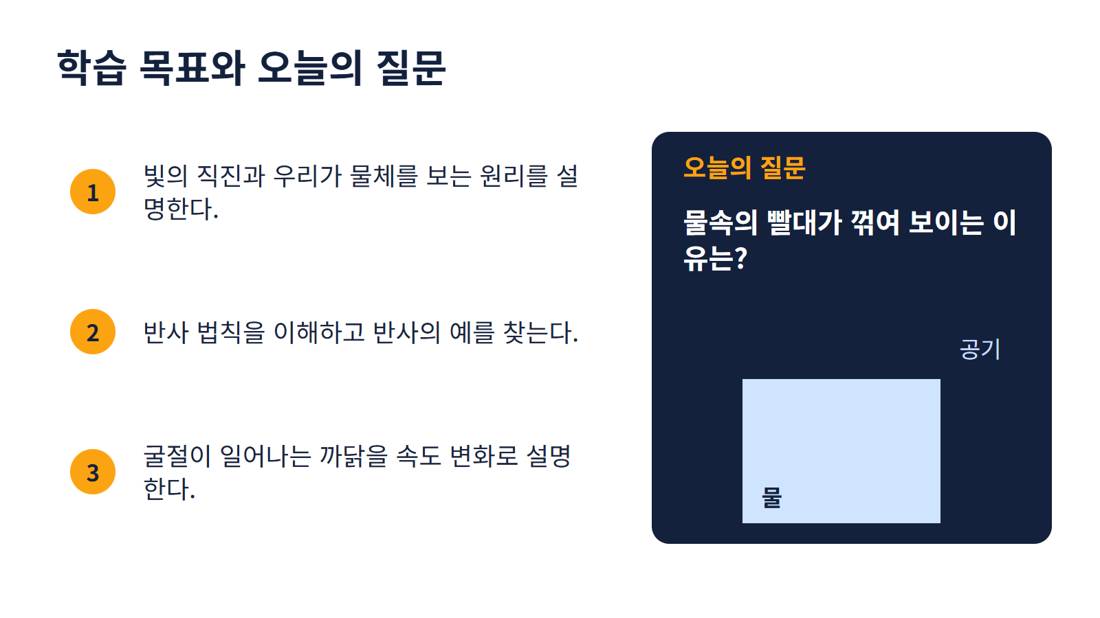 학습 목표와 오늘의 질문
1
빛의 직진과 우리가 물체를 보는 원리를 설
명한다.
2
반사 법칙을 이해하고 반사의 예를 찾는다.
3
굴절이 일어나는 까닭을 속도 변화로 설명
한다.
오늘의 질문
물속의 빨대가 꺾여 보이는 이
유는?
공기
물